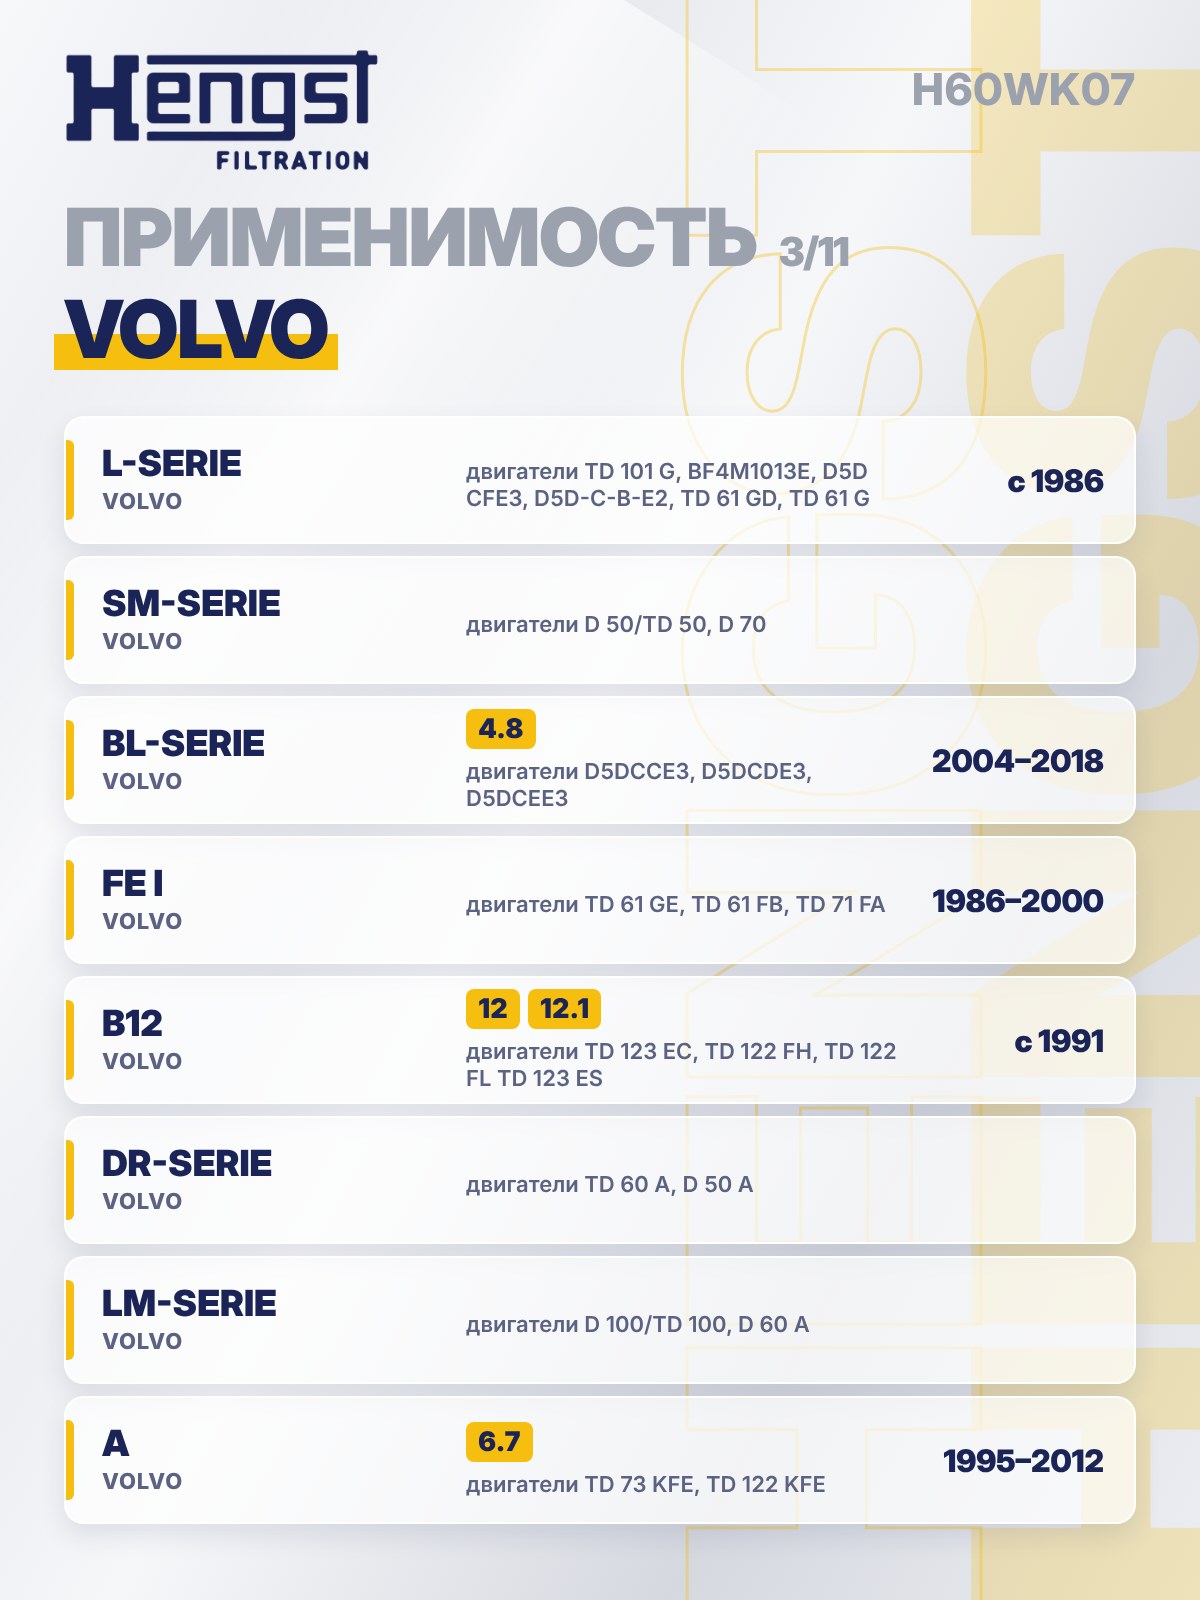 Hengst
FILTRATION
H60WK07
ПРИМЕНИМОСТЬ 3/11
VOLVO
L-SERIE
VOLVO
двигатели TD 101 G, BF4M1013E, D5D
CFE3, D5D-C-B-E2, TD 61 GD, TD 61 G
с 1986
SM-SERIE
VOLVO
двигатели D 50/TD 50, D 70
BL-SERIE
VOLVO
4.8
двигатели D5DCCE3, D5DCDE3,
D5DCEE3
2004–2018
FE I
VOLVO
двигатели TD 61 GE, TD 61 FB, TD 71 FA
1986–2000
B12
VOLVO
12 12.1
двигатели TD 123 EC, TD 122 FH, TD 122
FL TD 123 ES
с 1991
DR-SERIE
VOLVO
двигатели TD 60 A, D 50 A
LM-SERIE
VOLVO
двигатели D 100/TD 100, D 60 A
A
VOLVO
6.7
двигатели TD 73 KFE, TD 122 KFE
1995–2012
HENGST
HENGST